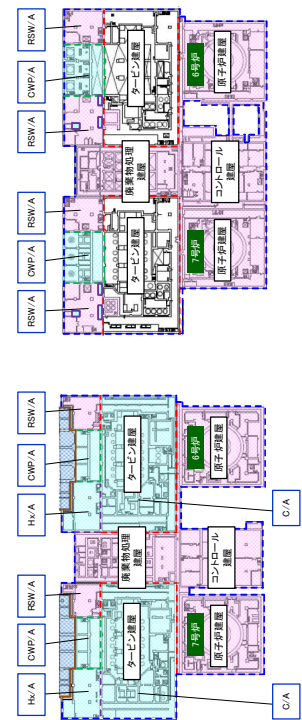 Hx/A
CWP/A
RSW/A
Hx/A
CWP/A
RSW/A
タービン建屋
廃棄物処理
建屋
タービン建屋
7号炉
原子炉建屋
コントロール
建屋
6号炉
原子炉建屋
C/A
C/A
RSW/A
CWP/A
RSW/A
RSW/A
CWP/A
RSW/A
タービン建屋
廃棄物処理
建屋
タービン建屋
7号炉
原子炉建屋
コントロール
建屋
6号炉
原子炉建屋